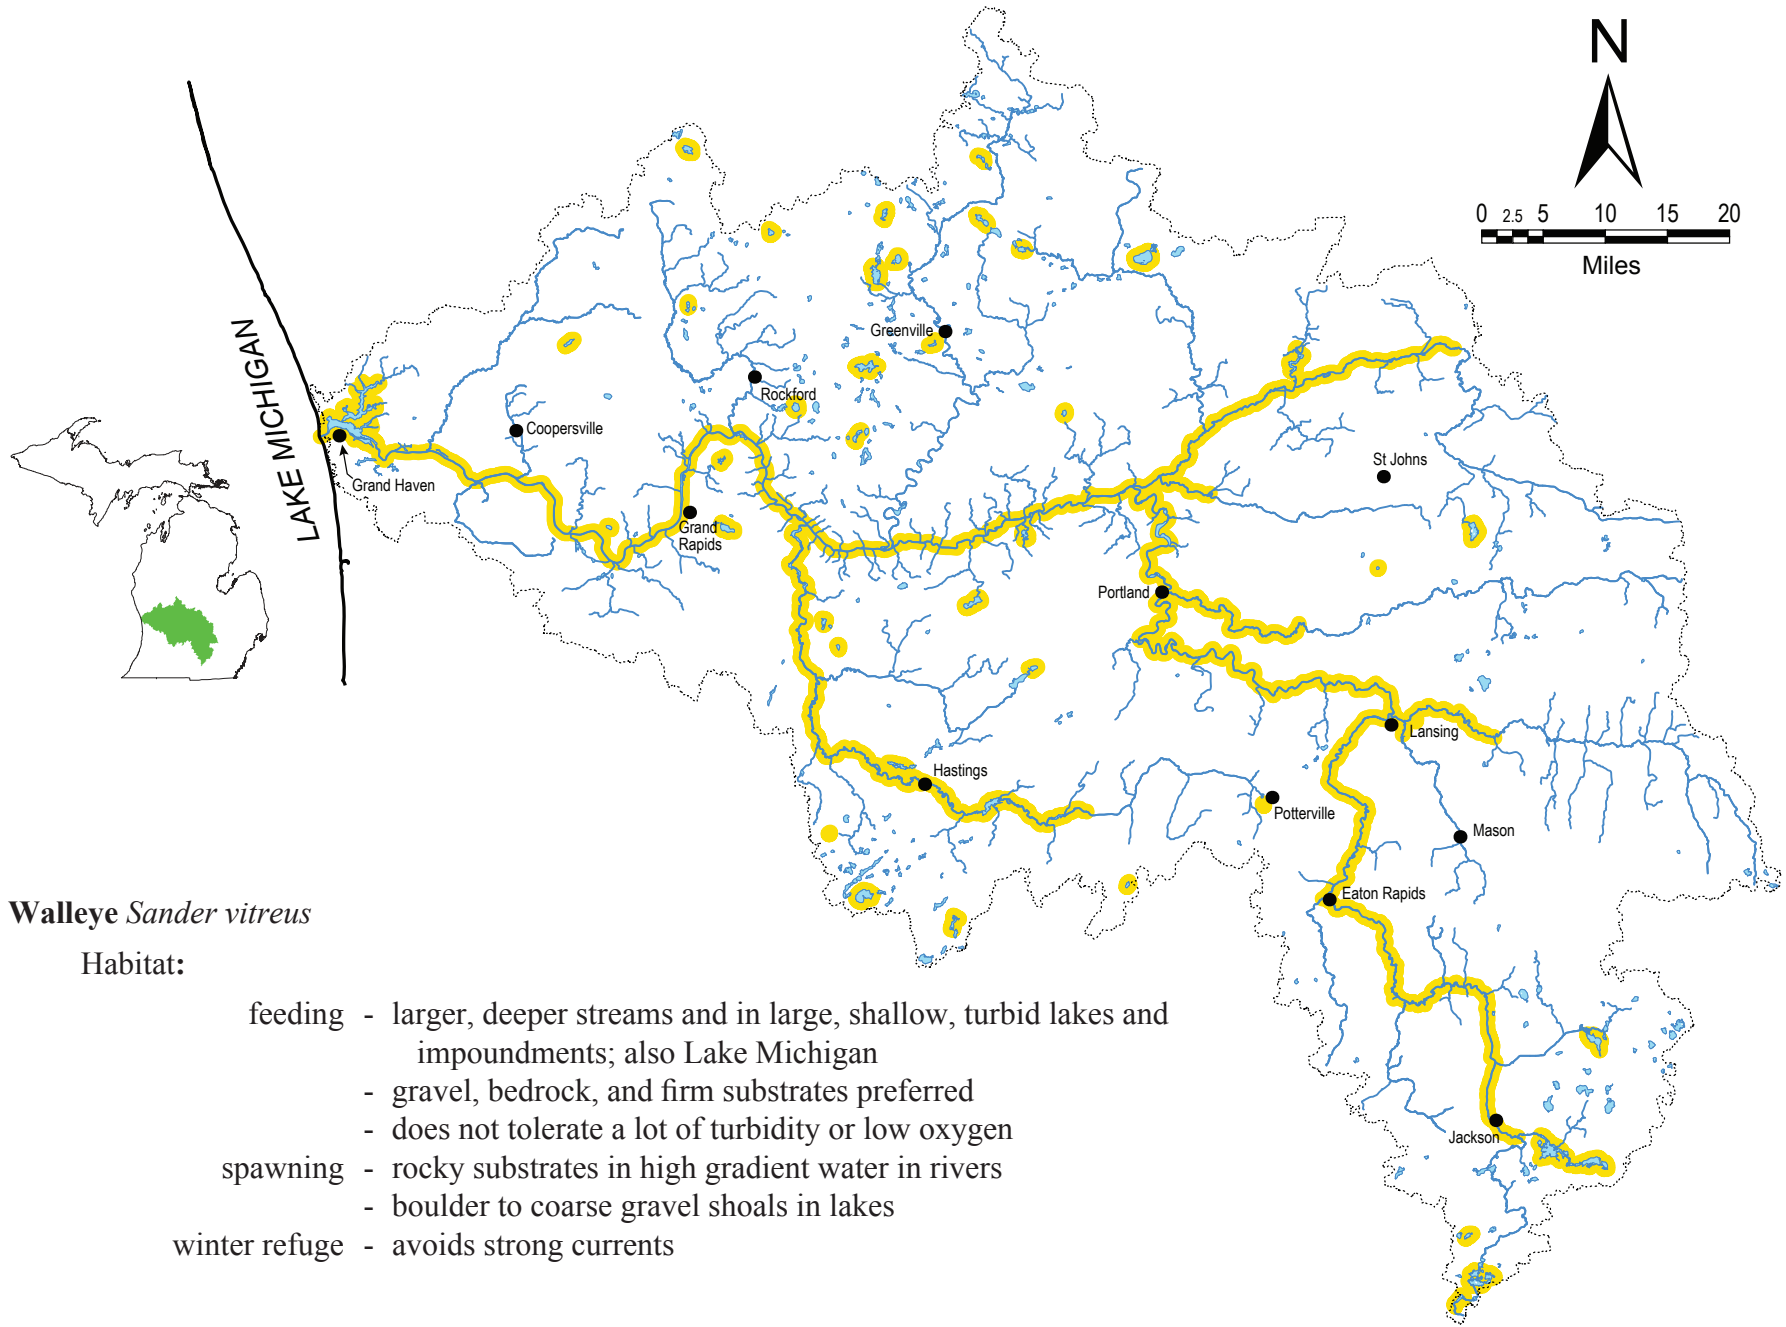 N
0 2.5 5 10 15 20
Miles
LAKE MICHIGAN
Greenville
Rockford
Coopersville
Grand Haven
St Johns
Grand
Rapids
Portland
Lansing
Hastings
Potterville
Mason
Eaton Rapids
Jackson
Walleye Sander vitreus
Habitat:
feeding - larger, deeper streams and in large, shallow, turbid lakes and
impoundments; also Lake Michigan
- gravel, bedrock, and firm substrates preferred
- does not tolerate a lot of turbidity or low oxygen
spawning - rocky substrates in high gradient water in rivers
- boulder to coarse gravel shoals in lakes
winter refuge - avoids strong currents